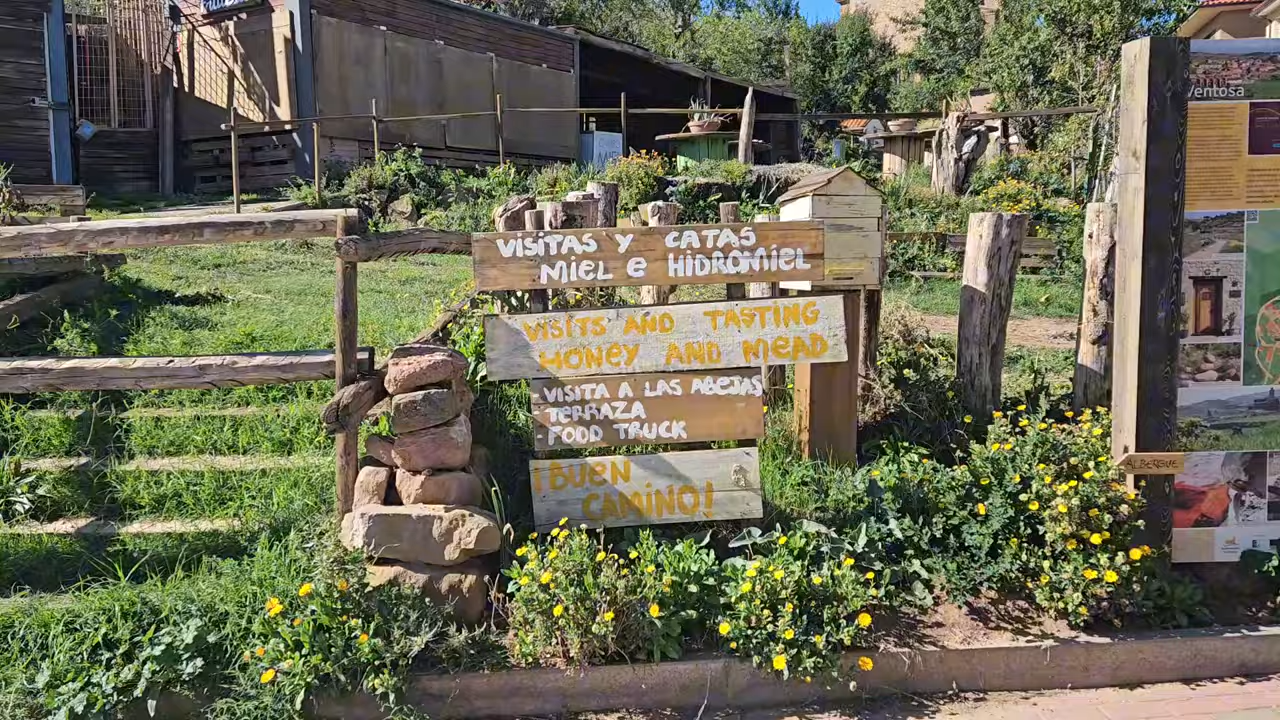 VISITAS Y CATAS
MIEL e HIDROMIEL
VISITS AND TASTING
HONEY AND MEAD
-VISITA A LAS ABEJAS
-TERRAZA
-FOOD TRUCK
¡BUEN
CAMINO!
Ventosa
ALBERGUE